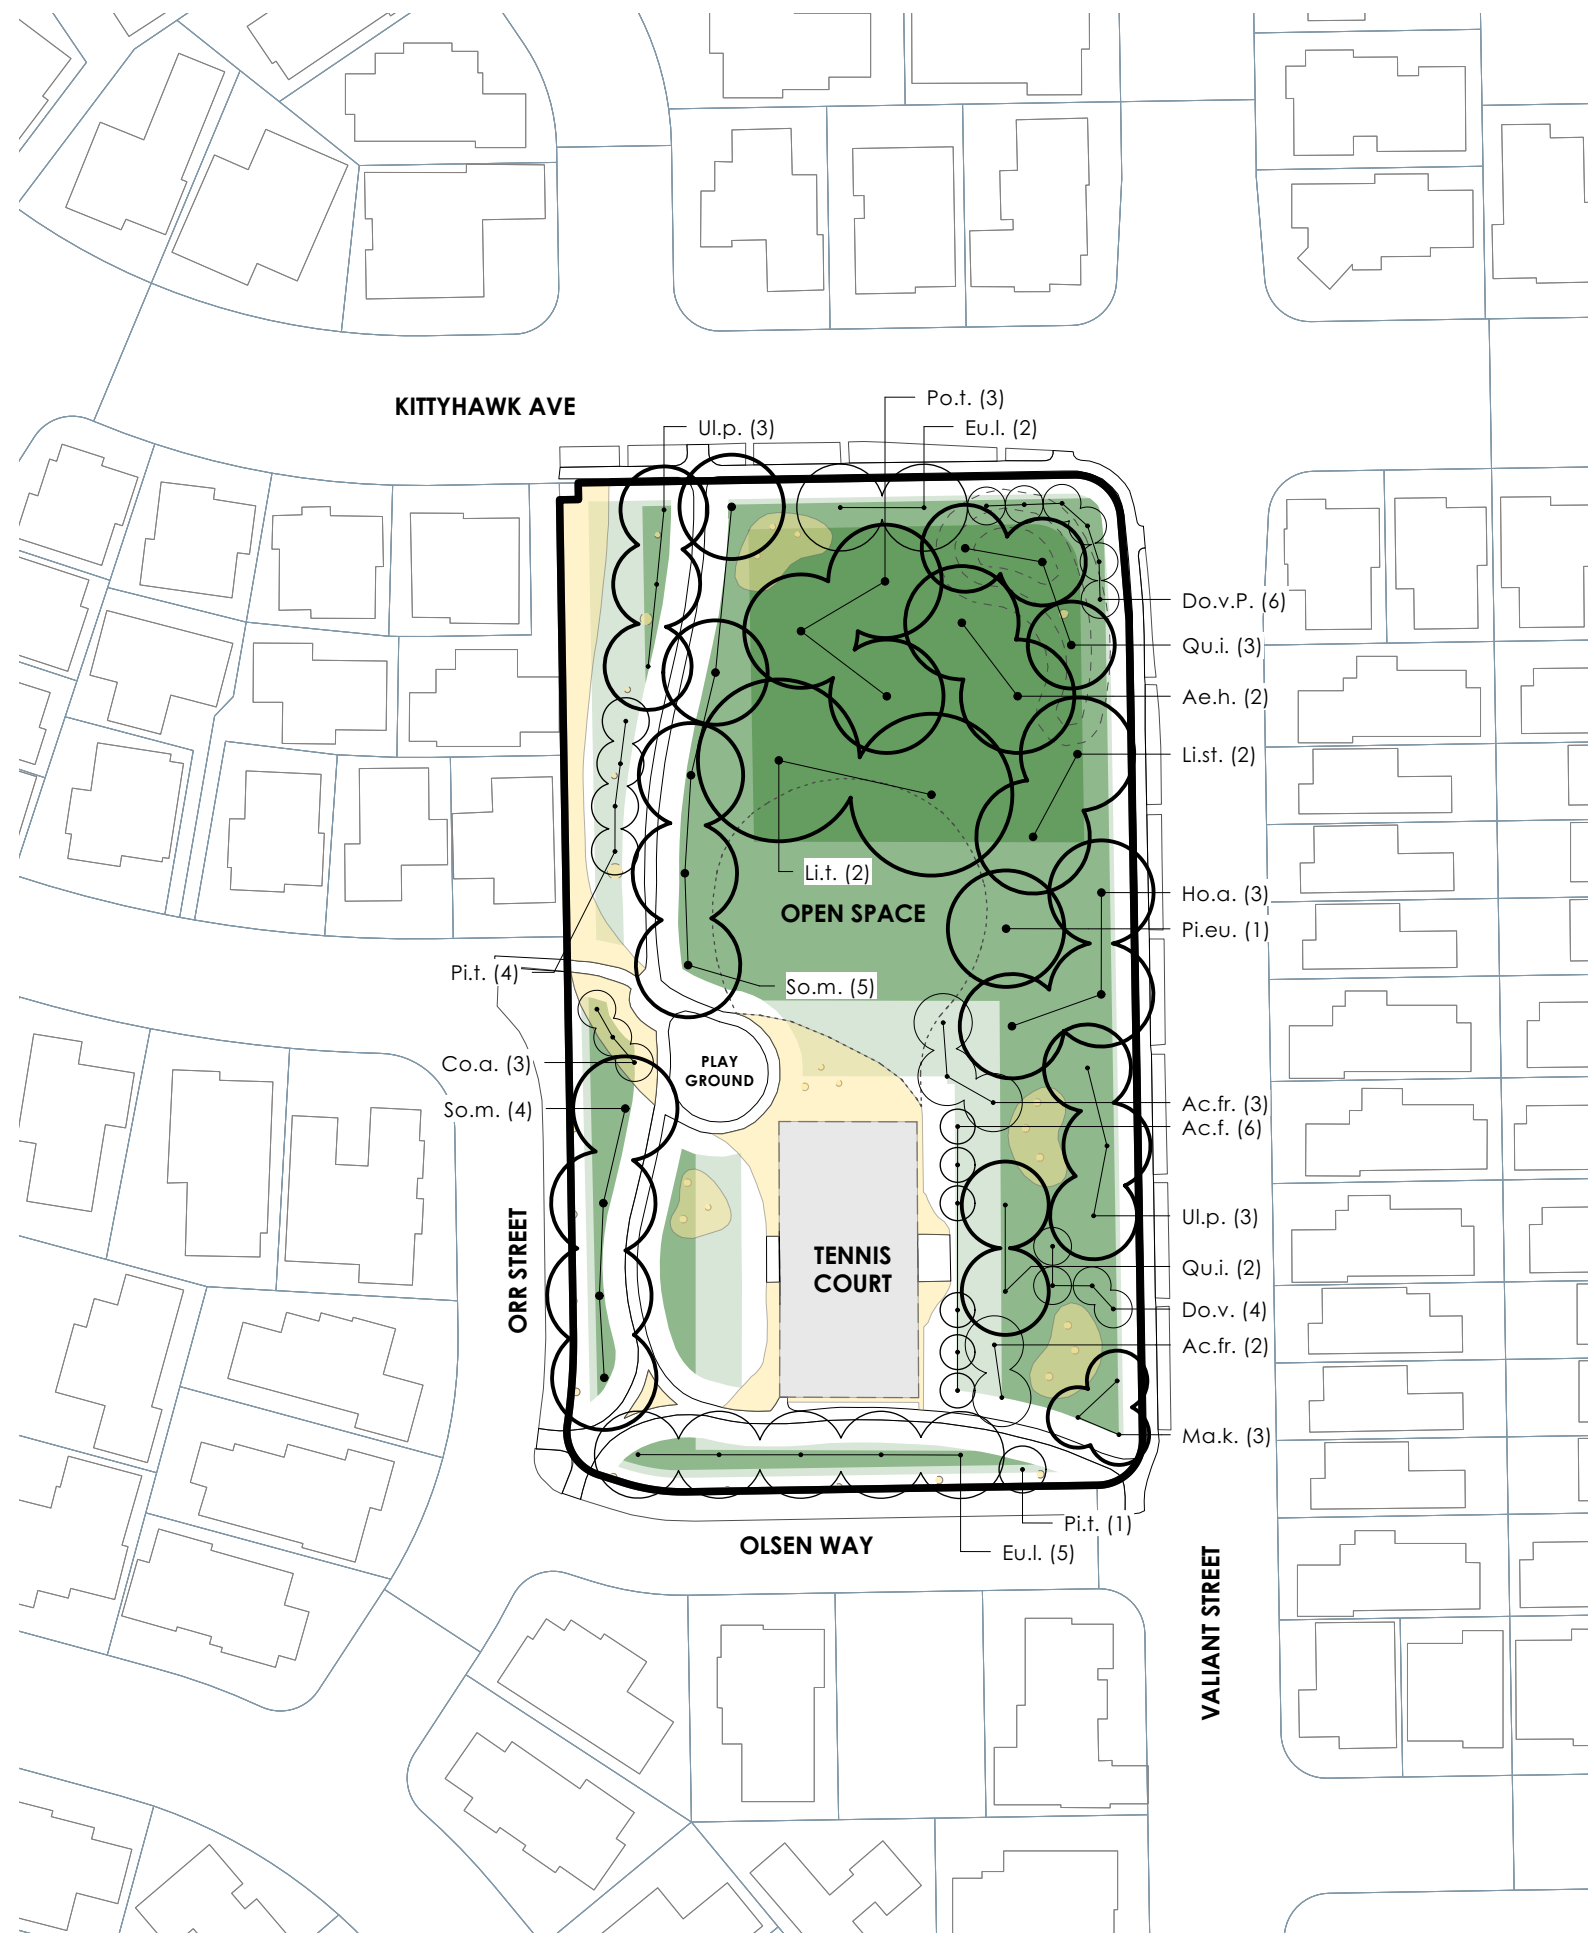 Po.t. (3)
KITTYHAWK AVE
Ul.p. (3)
Eu.l. (2)
Do.v.P. (6)
Qu.i. (3)
Ae.h. (2)
Li.st. (2)
Li.t. (2)
Ho.a. (3)
OPEN SPACE
Pi.eu. (1)
Pi.t. (4)
So.m. (5)
Co.a. (3)
PLAY
GROUND
So.m. (4)
Ac.fr. (3)
Ac.f. (6)
Ul.p. (3)
ORR STREET
TENNIS
COURT
Qu.i. (2)
Do.v. (4)
Ac.fr. (2)
Ma.k. (3)
Pi.t. (1)
OLSEN WAY
Eu.l. (5)
VALIANT STREET